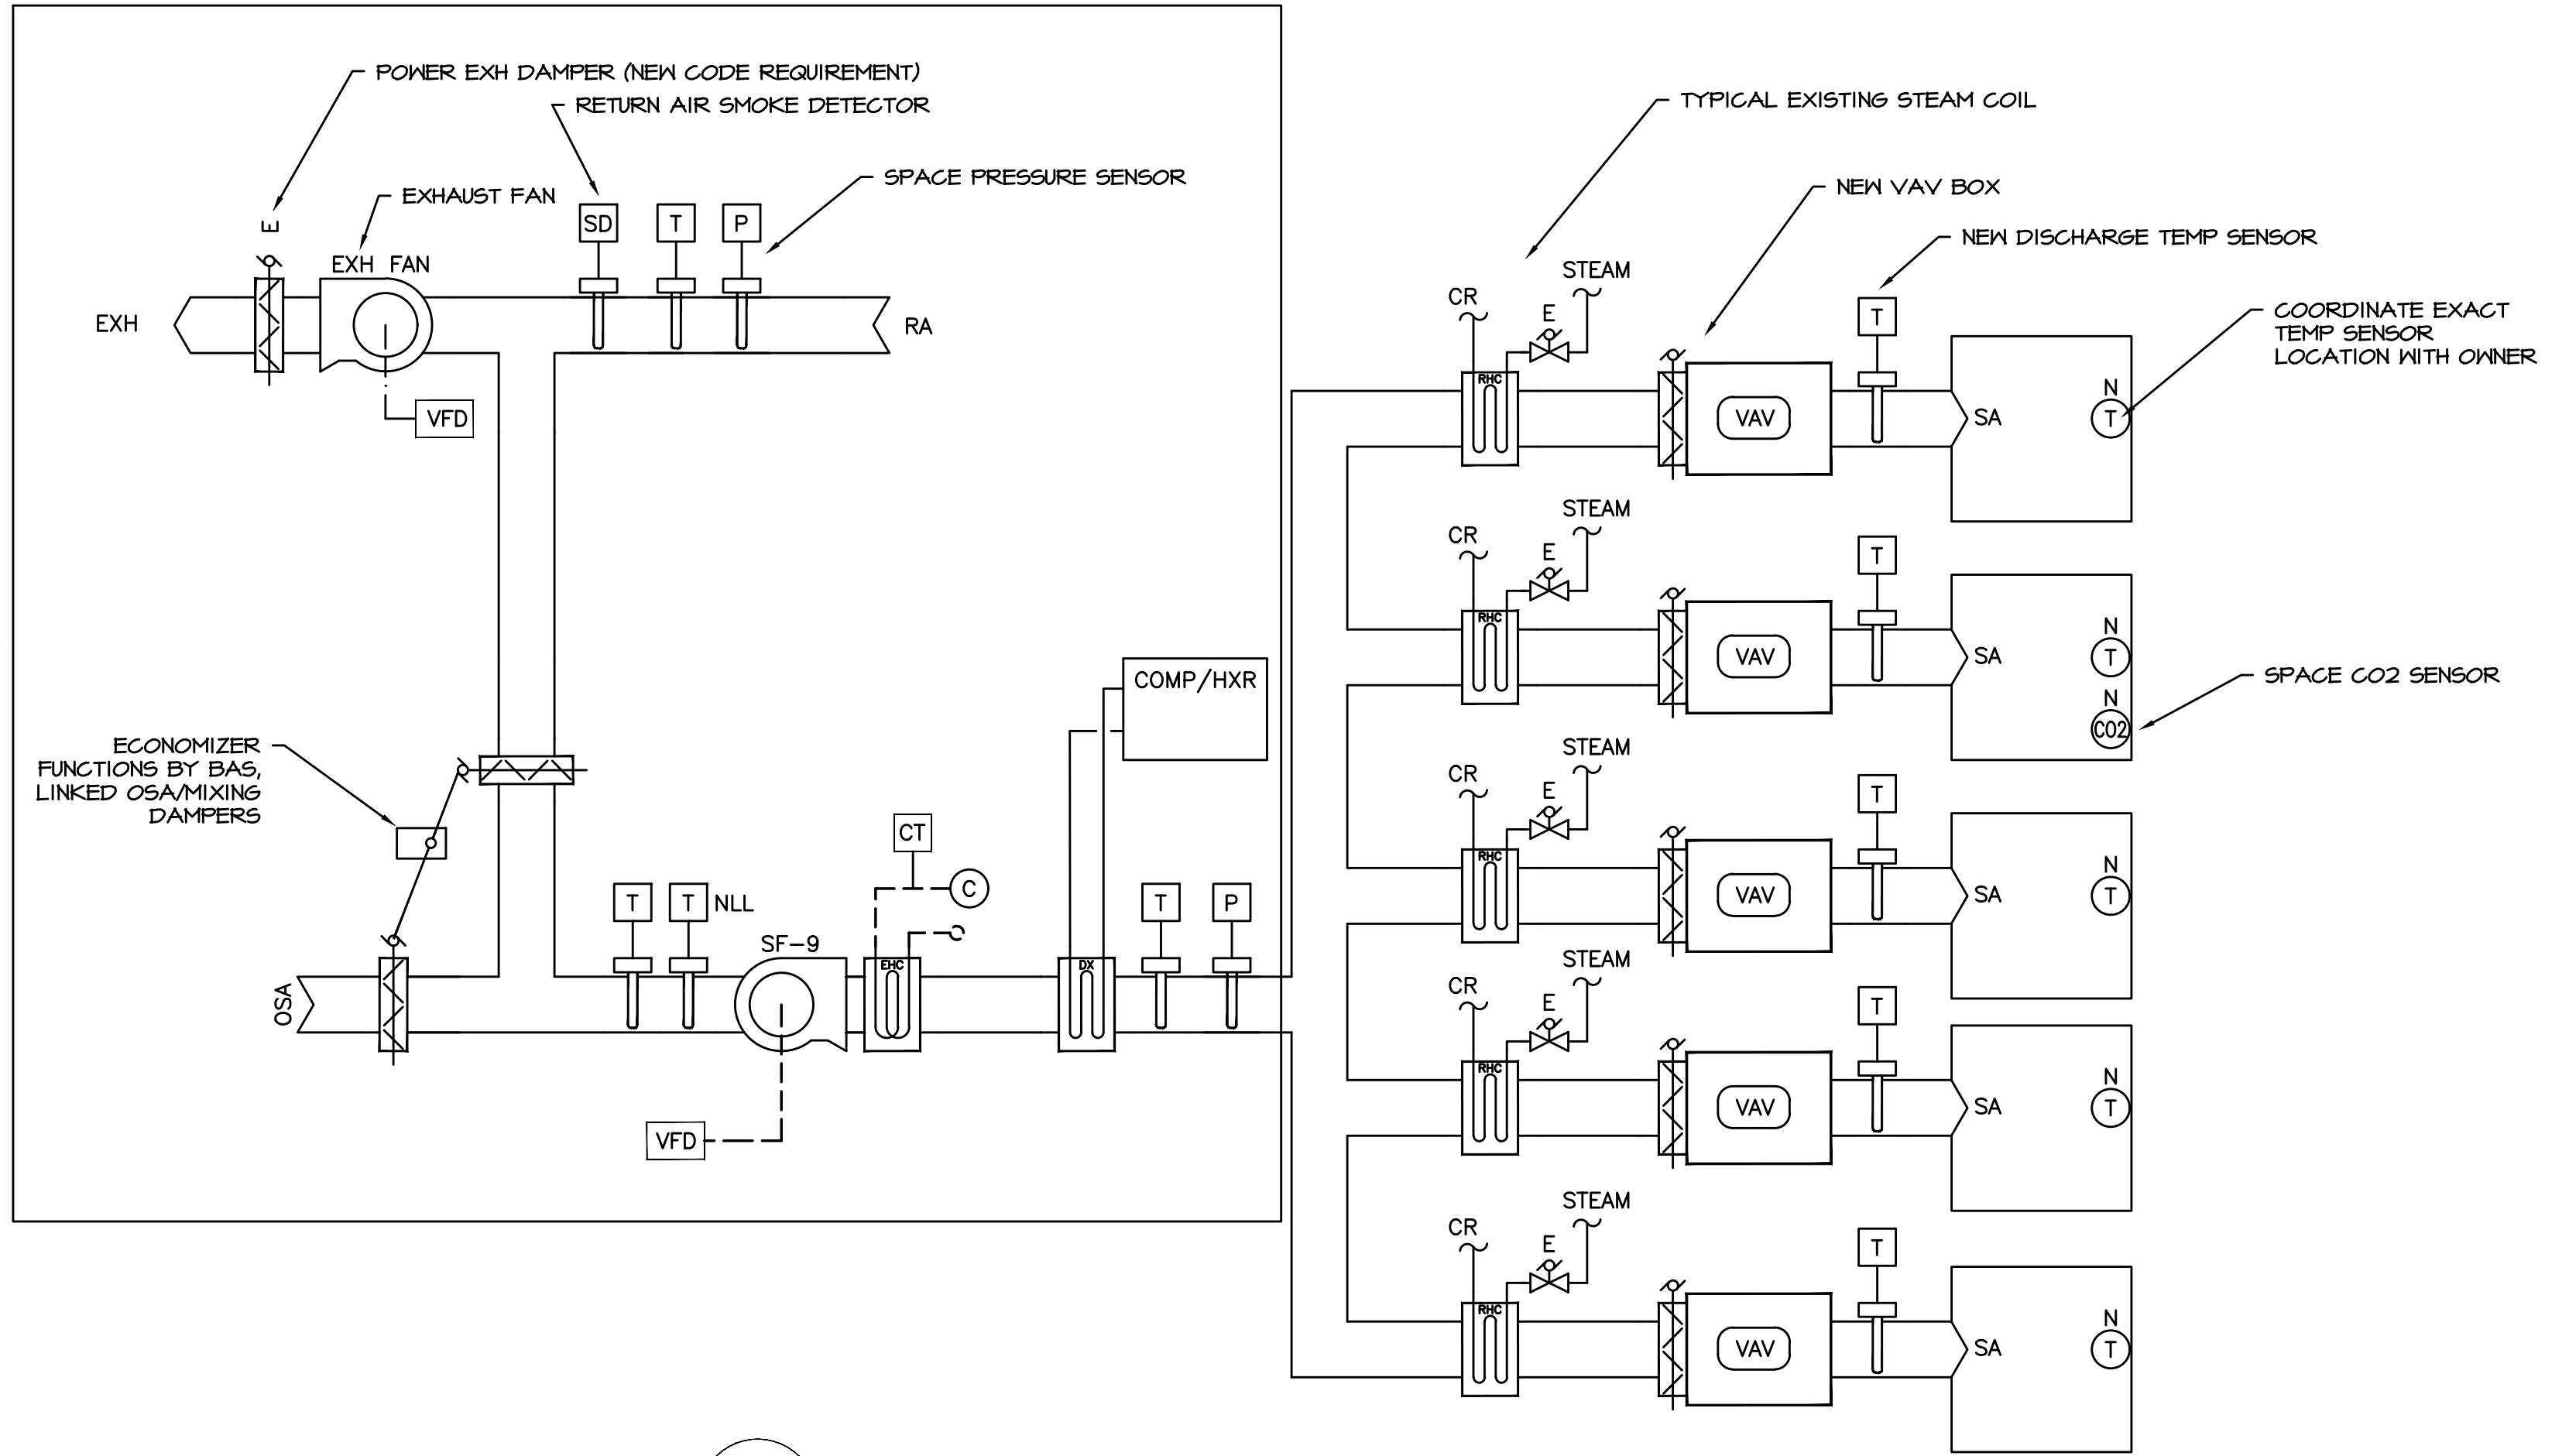 POWER EXH DAMPER (NEW CODE REQUIREMENT)
RETURN AIR SMOKE DETECTOR
SPACE PRESSURE SENSOR
EXHAUST FAN
E
SD
T
P
EXH FAN
EXH
RA
VFD
ECONOMIZER
FUNCTIONS BY BAS,
LINKED OSA/MIXING
DAMPERS
COMP/HXR
CT
C
T
T
NLL
T
P
SF-9
EHC
DX
OSA
VFD
TYPICAL EXISTING STEAM COIL
NEW VAV BOX
NEW DISCHARGE TEMP SENSOR
COORDINATE EXACT
TEMP SENSOR
LOCATION WITH OWNER
STEAM
CR
E
T
RHC
VAV
SA
N
T
STEAM
CR
E
T
RHC
VAV
SA
N
T
N
CO2
SPACE CO2 SENSOR
STEAM
CR
E
T
RHC
VAV
SA
N
T
STEAM
CR
E
T
RHC
VAV
SA
N
T
STEAM
CR
E
T
RHC
VAV
SA
N
T